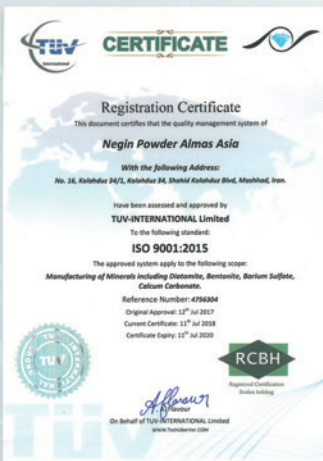 TÜV
International
CERTIFICATE
Registration Certificate
This document certifies that the quality management system of
Negin Powder Almas Asia
With the following Address:
No. 16, Kolahduz 34/1, Kolahduz 34, Shahid Kolahduz Blvd, Mashhad, Iran.
Have been assessed and approved by
TUV-INTERNATIONAL Limited
To the following standard:
ISO 9001:2015
The approved system apply to the following scope:
Manufacturing of Minerals including Diatomite, Bentonite, Barium Sulfate,
Calcum Carbonate.
Reference Number: 4756304
Original Approval: 12th Jul 2017
Current Certificate: 11th Jul 2018
Certificate Expiry: 11th Jul 2020
TUV
RCBH
Registered Certification
Bodies holding
On Behalf of TUV-INTERNATIONAL Limited
TÜV